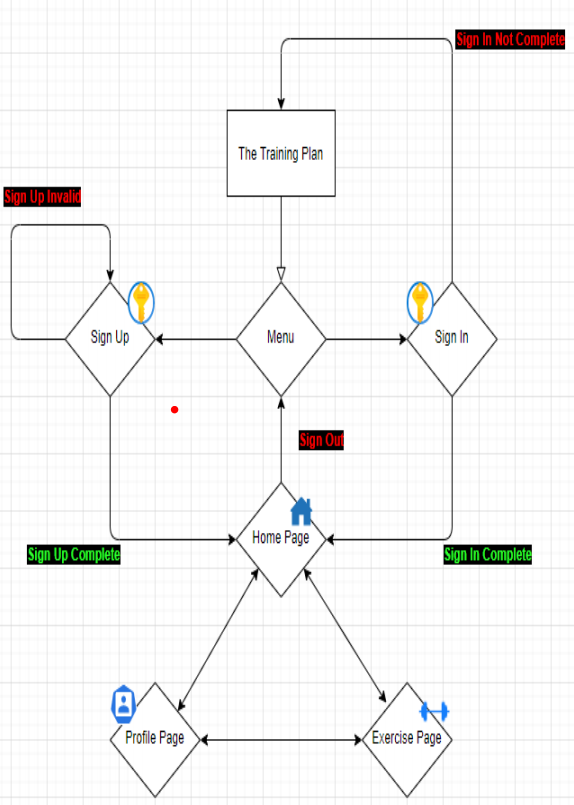 Sign In Not Complete
The Training Plan
Sign Up Invalid
Sign Up
Menu
Sign In
Sign Out
Home Page
Sign Up Complete
Sign In Complete
Profile Page
Exercise Page